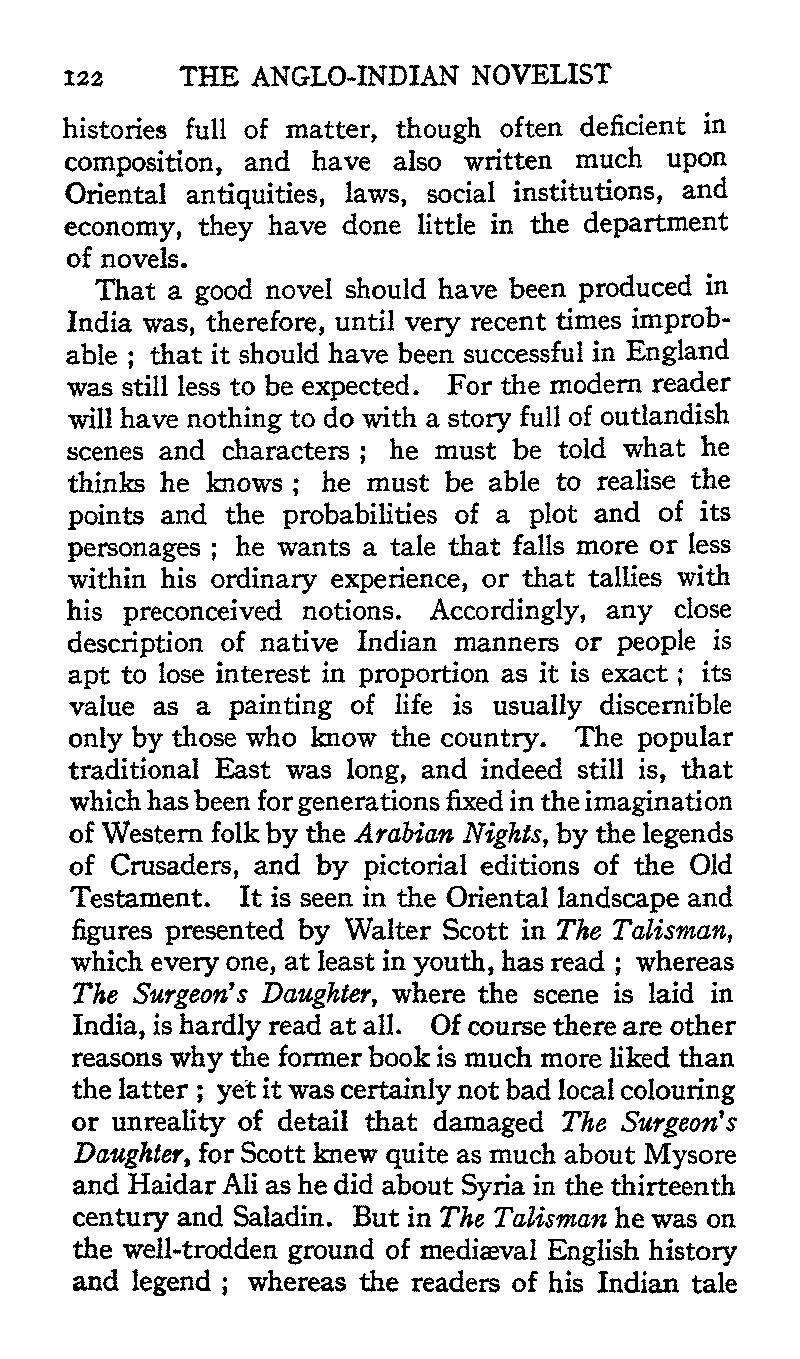 122 THE ANGLO-INDIAN NOVELIST
histories full of matter, though often deficient in
composition, and have also written much upon
Oriental antiquities, laws, social institutions, and
economy, they have done little in the department
of novels.
That a good novel should have been produced in
India was, therefore, until very recent times improb-
able ; that it should have been successful in England
was still less to be expected. For the modern reader
will have nothing to do with a story full of outlandish
scenes and characters ; he must be told what he
thinks he knows ; he must be able to realise the
points and the probabilities of a plot and of its
personages ; he wants a tale that falls more or less
within his ordinary experience, or that tallies with
his preconceived notions. Accordingly, any close
description of native Indian manners or people is
apt to lose interest in proportion as it is exact ; its
value as a painting of life is usually discernible
only by those who know the country. The popular
traditional East was long, and indeed still is, that
which has been for generations fixed in the imagination
of Western folk by the Arabian Nights, by the legends
of Crusaders, and by pictorial editions of the Old
Testament. It is seen in the Oriental landscape and
figures presented by Walter Scott in The Talisman,
which every one, at least in youth, has read ; whereas
The Surgeon's Daughter, where the scene is laid in
India, is hardly read at all. Of course there are other
reasons why the former book is much more liked than
the latter ; yet it was certainly not bad local colouring
or unreality of detail that damaged The Surgeon's
Daughter, for Scott knew quite as much about Mysore
and Haidar Ali as he did about Syria in the thirteenth
century and Saladin. But in The Talisman he was on
the well-trodden ground of mediæval English history
and legend ; whereas the readers of his Indian tale